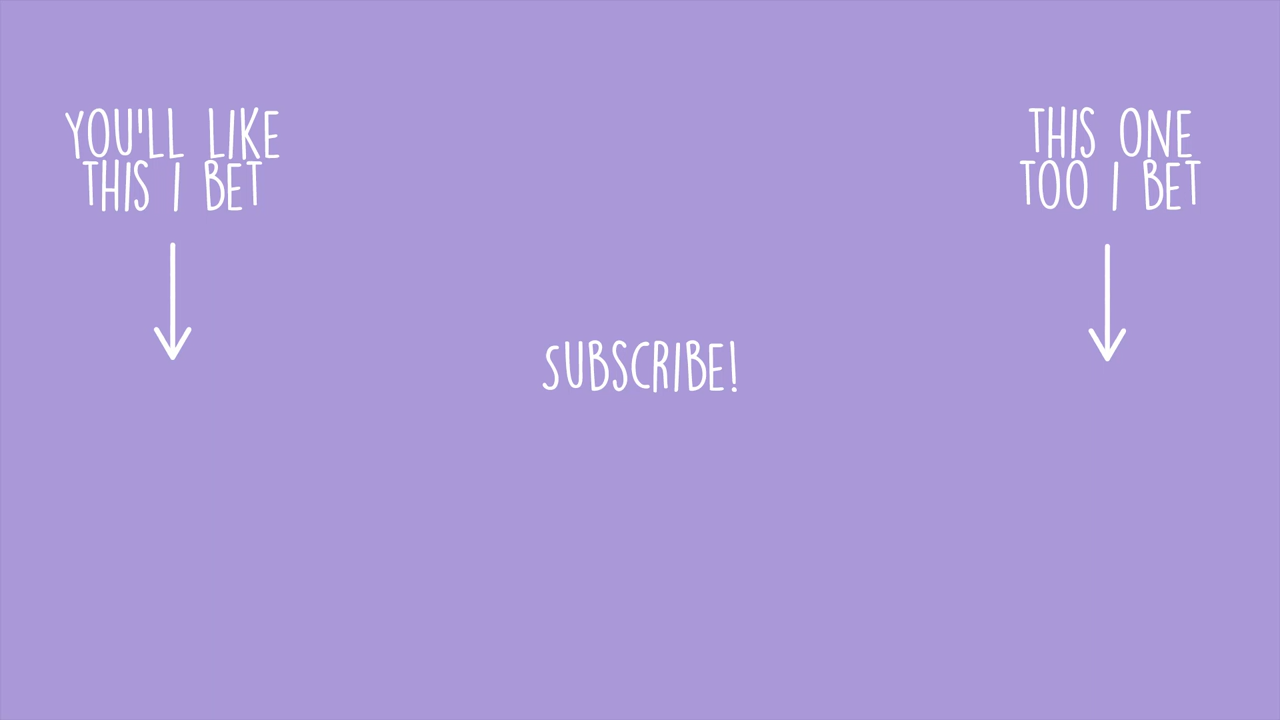 YOU'LL LIKE
THIS I BET
THIS ONE
TOO I BET
SUBSCRIBE!